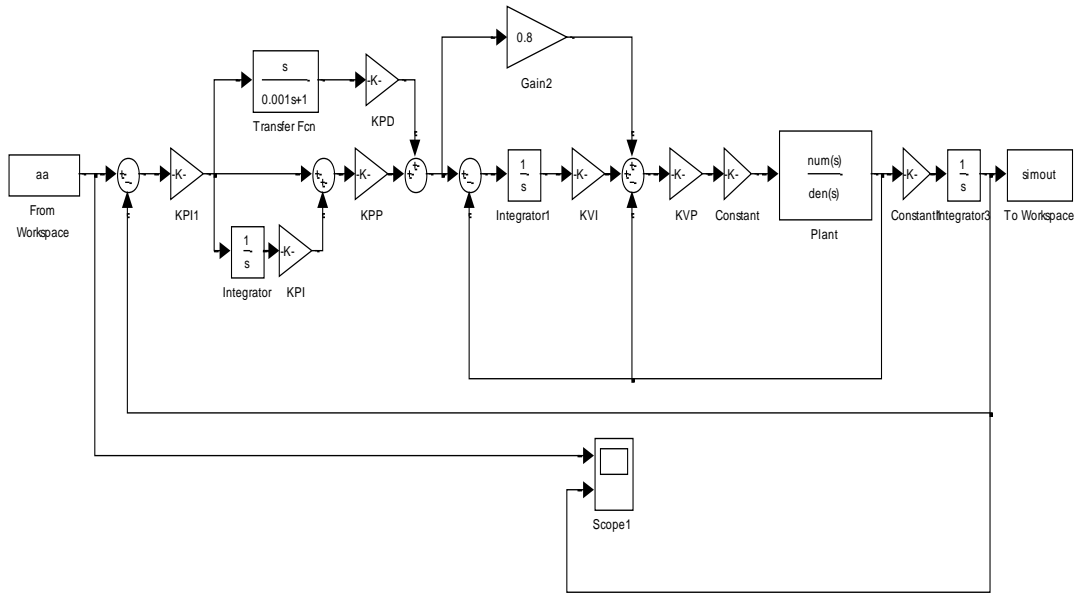 0.8
Gain2
s
0.001s+1
Transfer Fcn
-K-
KPD
aa
From
Workspace
-K-
KPI1
-K-
KPP
1
s
Integrator1
-K-
KVI
-K-
KVP
-K-
Constant
num(s)
den(s)
Plant
-K-
Constant1
1
s
Integrator3
simout
To Workspace
1
s
Integrator
-K-
KPI
Scope1